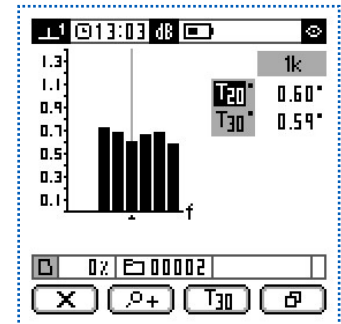 1 13:03 dB
1.3 1k
1.1 T20" 0.60"
0.9 T30" 0.59"
0.7
0.5
0.3
0.1
f
0% 00002
X + T30